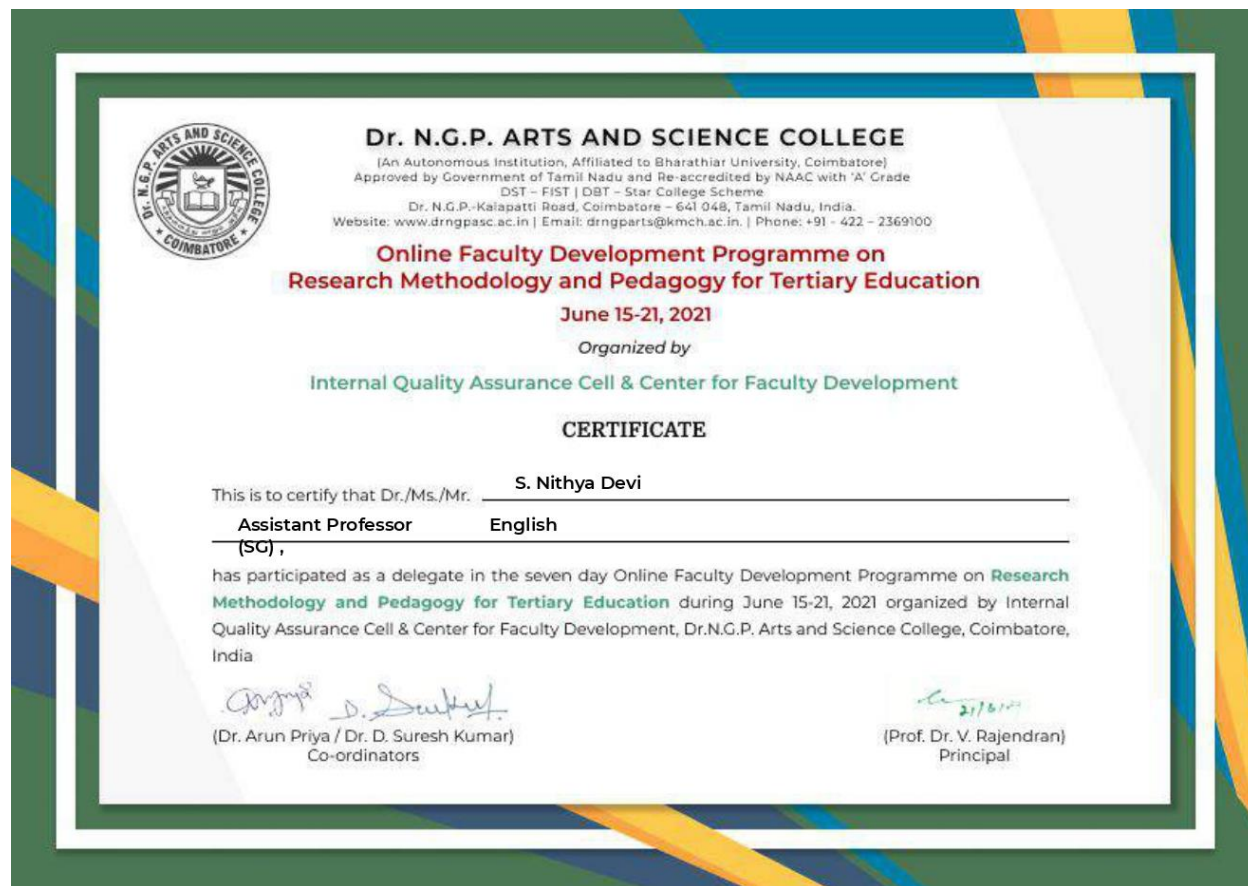 Dr. N.G.P. ARTS AND SCIENCE COLLEGE
COIMBATORE
Dr. N.G.P. ARTS AND SCIENCE COLLEGE
(An Autonomous Institution, Affiliated to Bharathiar University, Coimbatore)
Approved by Government of Tamil Nadu and Re-accredited by NAAC with 'A' Grade
DST – FIST | DBT – Star College Scheme
Dr. N.G.P.-Kalapatti Road, Coimbatore – 641 048, Tamil Nadu, India.
Website: www.drngpasc.ac.in | Email: drngparts@kmch.ac.in. | Phone: +91 - 422 – 2369100
Online Faculty Development Programme on
Research Methodology and Pedagogy for Tertiary Education
June 15-21, 2021
Organized by
Internal Quality Assurance Cell & Center for Faculty Development
CERTIFICATE
This is to certify that Dr./Ms./Mr. S. Nithya Devi
Assistant Professor English
(SG) ,
has participated as a delegate in the seven day Online Faculty Development Programme on Research
Methodology and Pedagogy for Tertiary Education during June 15-21, 2021 organized by Internal
Quality Assurance Cell & Center for Faculty Development, Dr.N.G.P. Arts and Science College, Coimbatore,
India
(Dr. Arun Priya / Dr. D. Suresh Kumar)
Co-ordinators
(Prof. Dr. V. Rajendran)
Principal